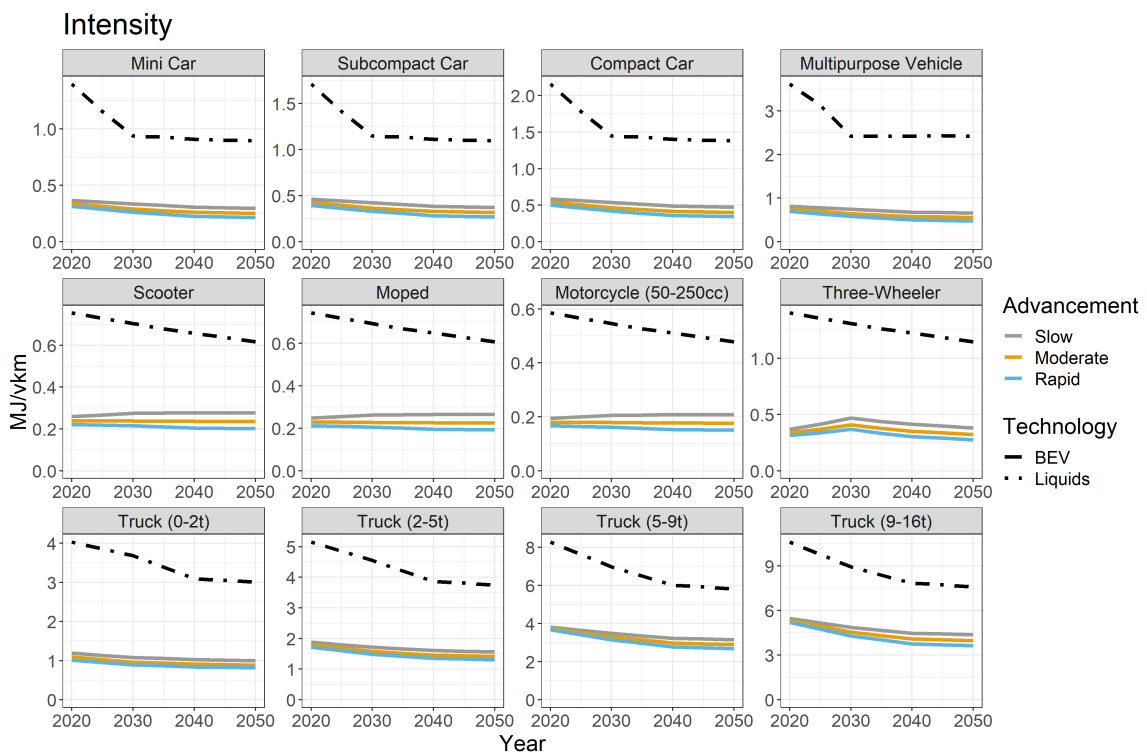 Intensity
Mini Car
Subcompact Car
Compact Car
Multipurpose Vehicle
1.0
0.5
0.0
1.5
1.0
0.5
0.0
2.0
1.5
1.0
0.5
0.0
3
2
1
0
2020 2030 2040 2050
2020 2030 2040 2050
2020 2030 2040 2050
2020 2030 2040 2050
Scooter
Moped
Motorcycle (50-250cc)
Three-Wheeler
0.6
0.4
0.2
0.0
0.6
0.4
0.2
0.0
0.6
0.4
0.2
0.0
1.0
0.5
0.0
2020 2030 2040 2050
2020 2030 2040 2050
2020 2030 2040 2050
2020 2030 2040 2050
Truck (0-2t)
Truck (2-5t)
Truck (5-9t)
Truck (9-16t)
4
3
2
1
0
5
4
3
2
1
0
8
6
4
2
0
9
6
3
0
2020 2030 2040 2050
2020 2030 2040 2050
2020 2030 2040 2050
2020 2030 2040 2050
MJ/vkm
Year
Advancement
Slow
Moderate
Rapid
Technology
BEV
Liquids